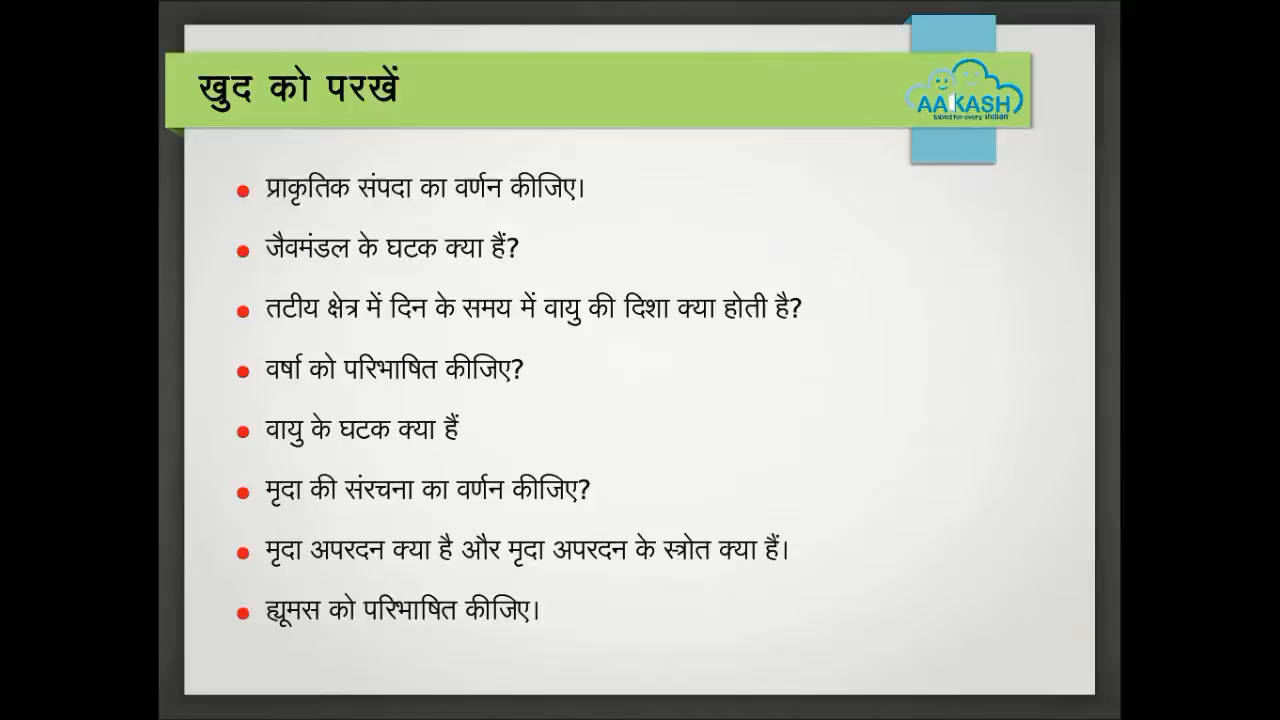 खुद को परखें
AAKASH
tablet for every indian
प्राकृतिक संपदा का वर्णन कीजिए।
जैवमंडल के घटक क्या हैं?
तटीय क्षेत्र में दिन के समय में वायु की दिशा क्या होती है?
वर्षा को परिभाषित कीजिए?
वायु के घटक क्या हैं
मृदा की संरचना का वर्णन कीजिए?
मृदा अपरदन क्या है और मृदा अपरदन के स्त्रोत क्या हैं।
ह्यूमस को परिभाषित कीजिए।